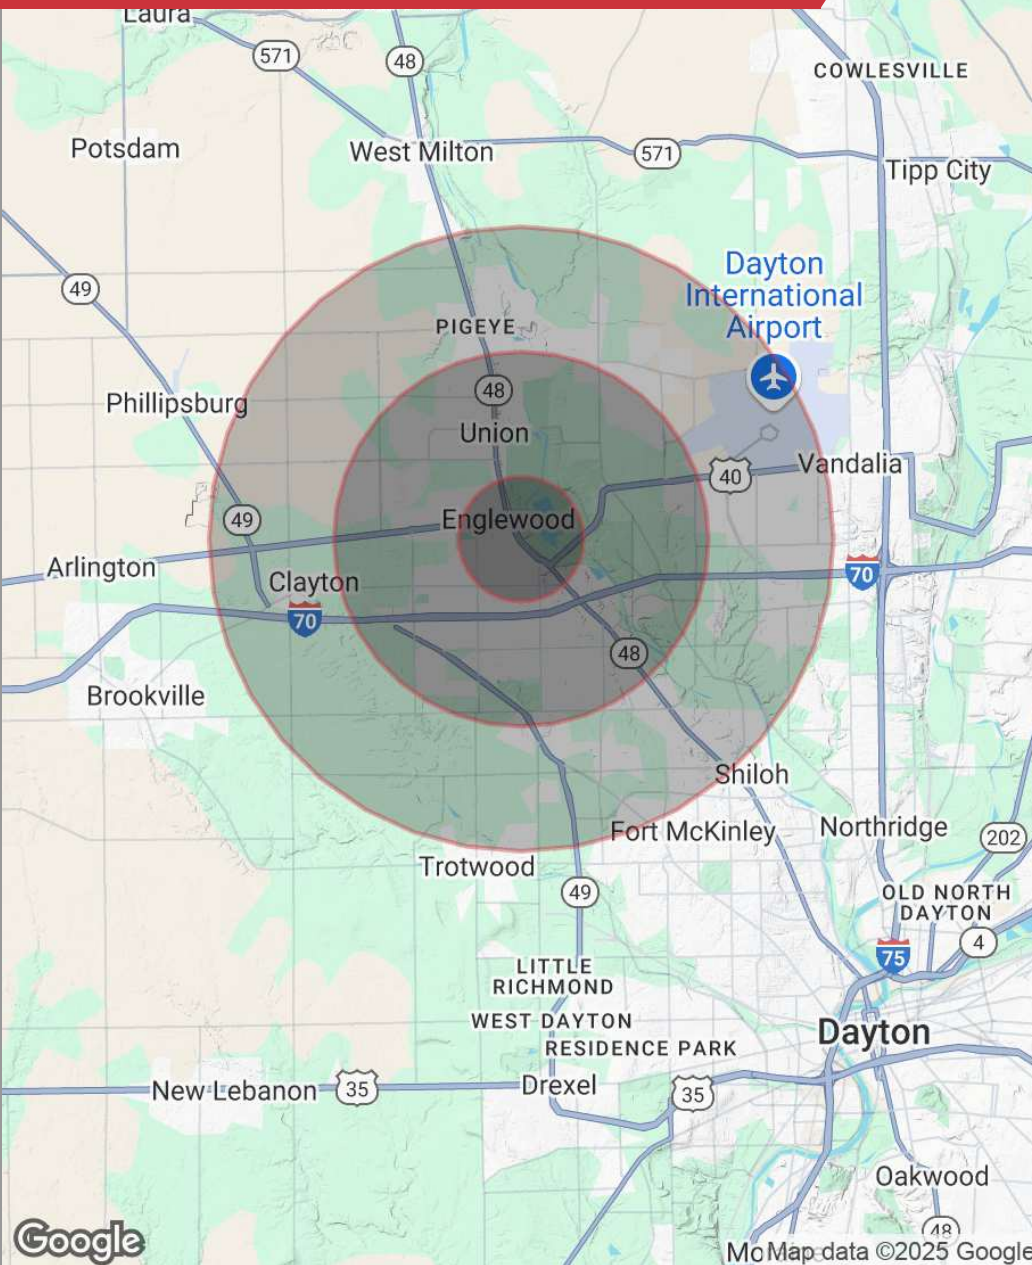 Laura
571
48
COWLESVILLE
Potsdam
West Milton
571
Tipp City
49
Dayton
International
Airport
PIGEYE
48
Phillipsburg
Union
40
Vandalia
49
Englewood
Arlington
Clayton
70
70
48
Brookville
Shiloh
Fort McKinley
Northridge
202
Trotwood
49
OLD NORTH
DAYTON
4
75
LITTLE
RICHMOND
WEST DAYTON
Dayton
RESIDENCE PARK
New Lebanon
35
Drexel
35
Oakwood
48
Google
Map data ©2025 Google